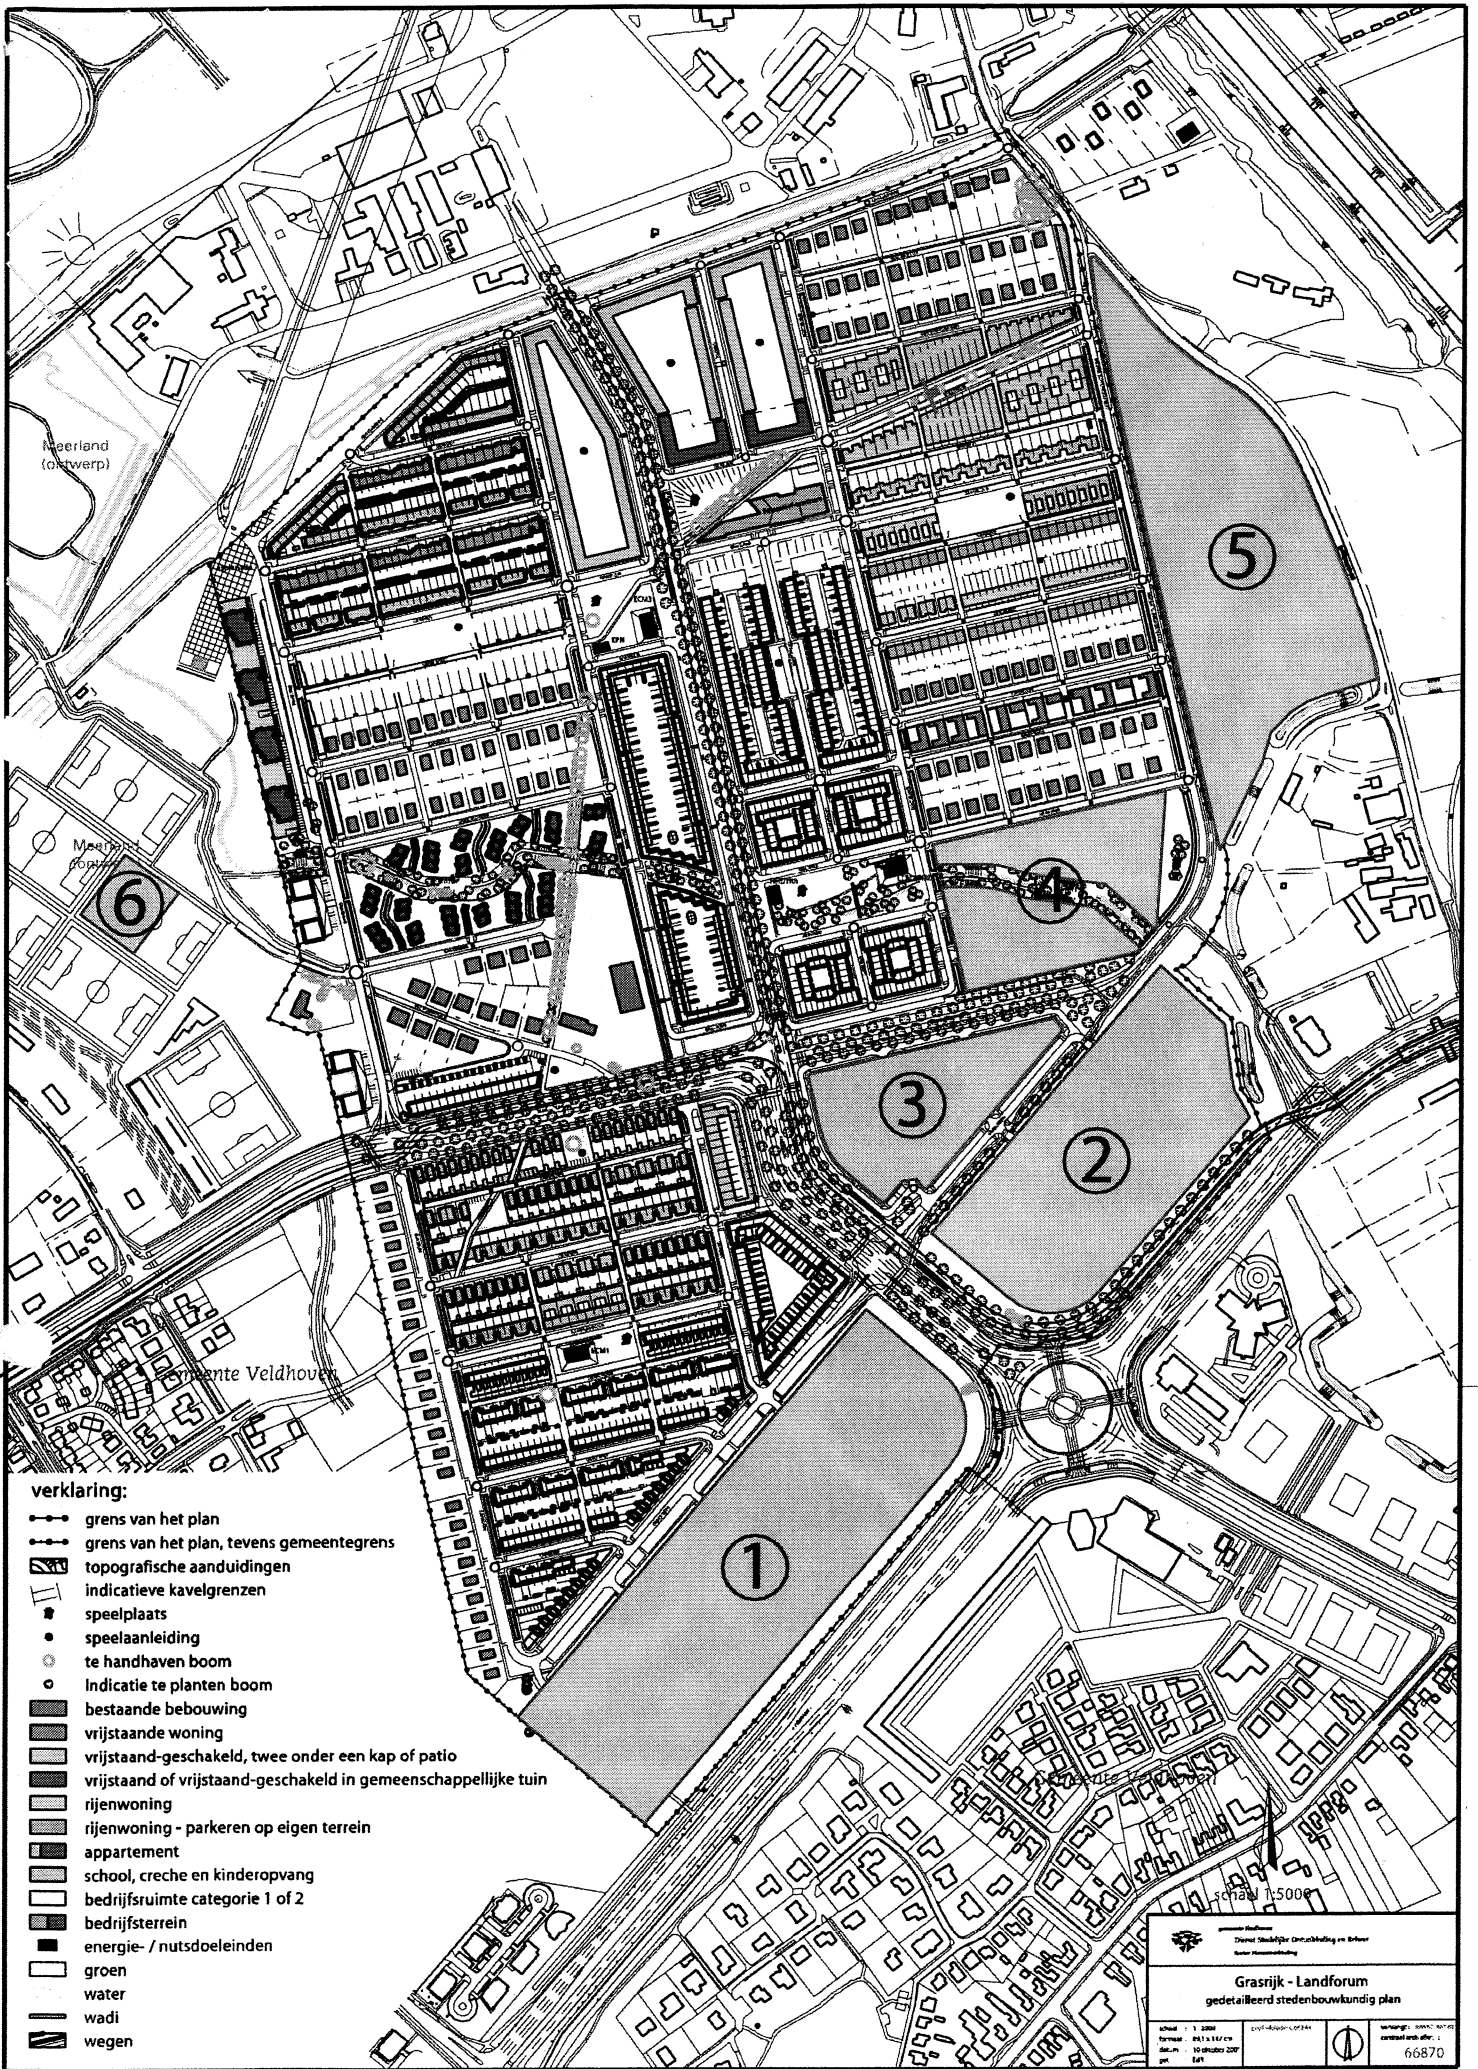 Meerland
(ontwerp)
5
6
4
3
2
Gemeente Veldhoven
1
verklaring:
grens van het plan
grens van het plan, tevens gemeentegrens
topografische aanduidingen
indicatieve kavelgrenzen
speelplaats
speelaanleiding
te handhaven boom
Indicatie te planten boom
bestaande bebouwing
vrijstaande woning
vrijstaand-geschakeld, twee onder een kap of patio
vrijstaand of vrijstaand-geschakeld in gemeenschappellijke tuin
rijenwoning
rijenwoning - parkeren op eigen terrein
appartement
school, creche en kinderopvang
bedrijfsruimte categorie 1 of 2
bedrijfsterrein
energie- / nutsdoeleinden
groen
water
wadi
wegen
Gemeente Veldhoven
schaal 1:5000
Grasrijk - Landforum
gedetailleerd stedenbouwkundig plan
66870